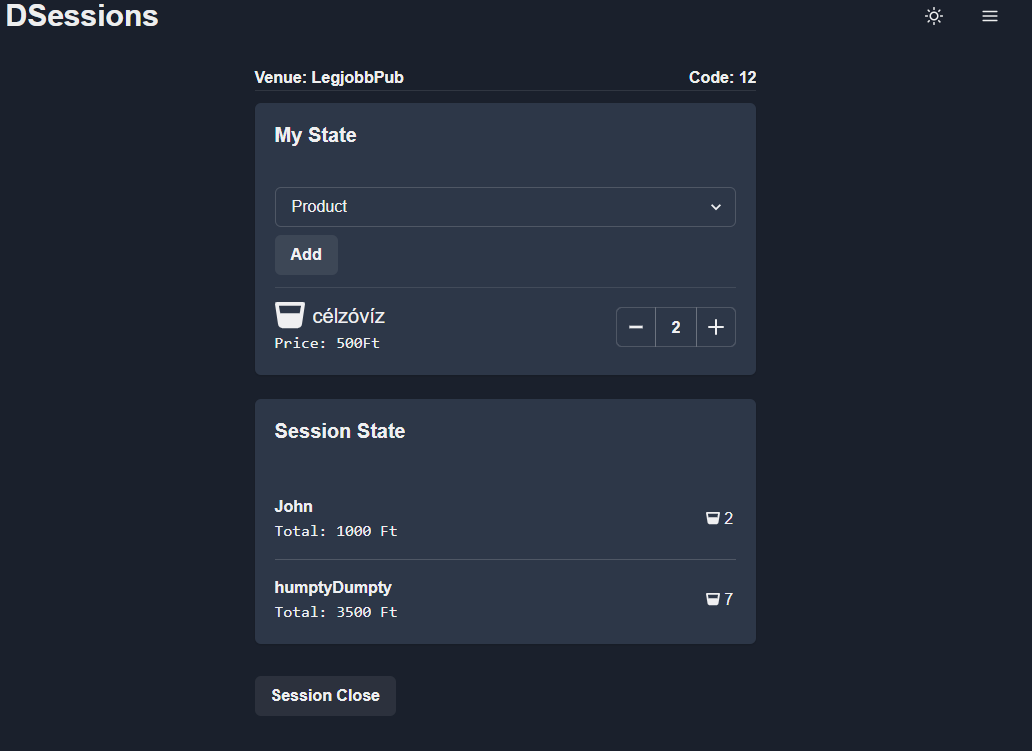 DSessions
Venue: LegjobbPub Code: 12
My State
Product
Add
célzóvíz
Price: 500Ft
2
Session State
John
Total: 1000 Ft
2
humptyDumpty
Total: 3500 Ft
7
Session Close